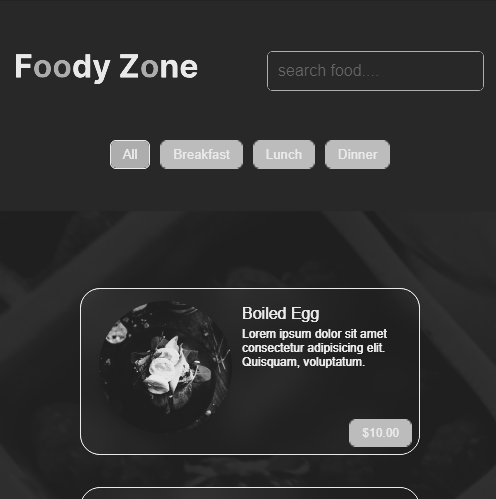 Foody Zone
search food....
All
Breakfast
Lunch
Dinner
Boiled Egg
Lorem ipsum dolor sit amet
consectetur adipisicing elit.
Quisquam, voluptatum.
$10.00